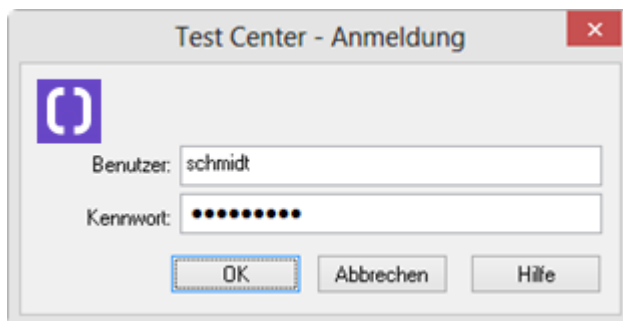 Test Center - Anmeldung
Benutzer: schmidt
Kennwort: ●●●●●●●●●
OK Abbrechen Hilfe